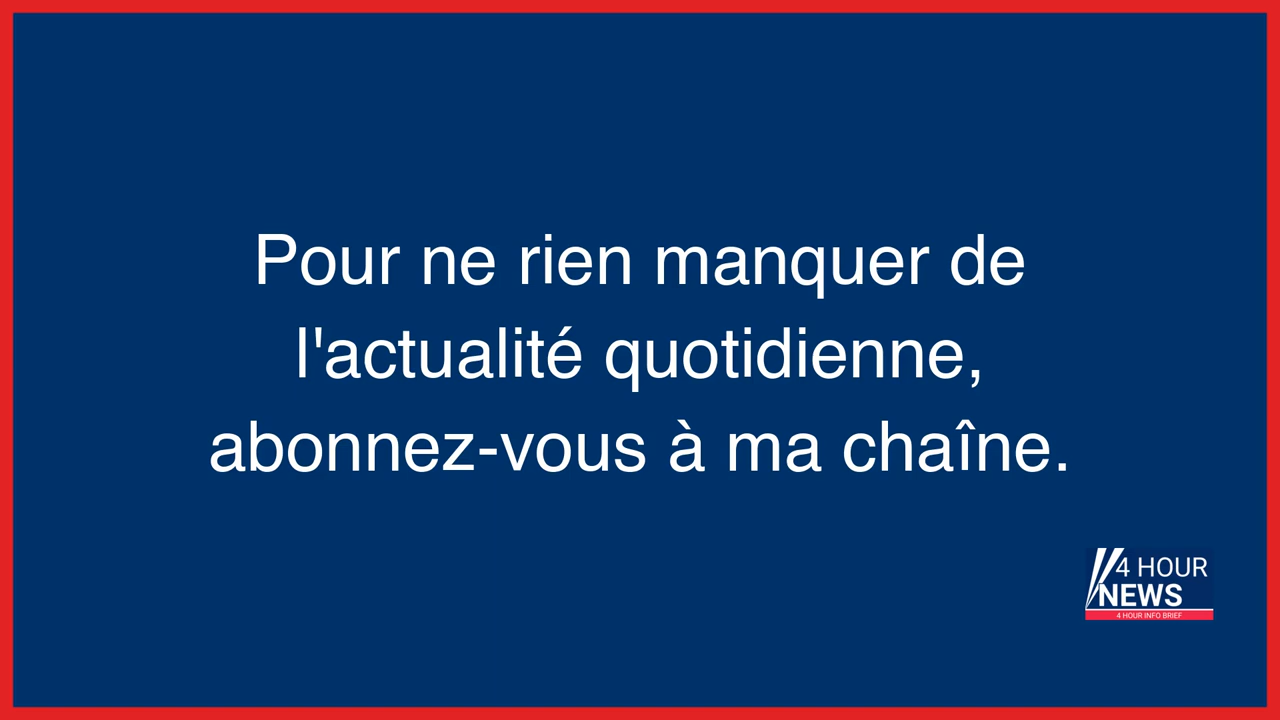 Pour ne rien manquer de
l'actualité quotidienne,
abonnez-vous à ma chaîne.
4 HOUR
NEWS
4 HOUR INFO BRIEF